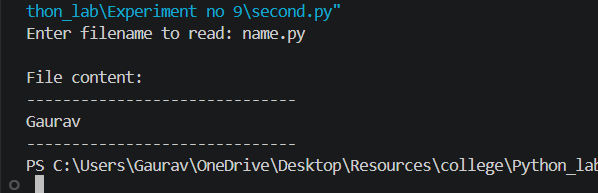 thon_lab\Experiment no 9\second.py"
Enter filename to read: name.py
File content:
------------------------------
Gaurav
------------------------------
PS C:\Users\Gaurav\OneDrive\Desktop\Resources\college\Python_lab